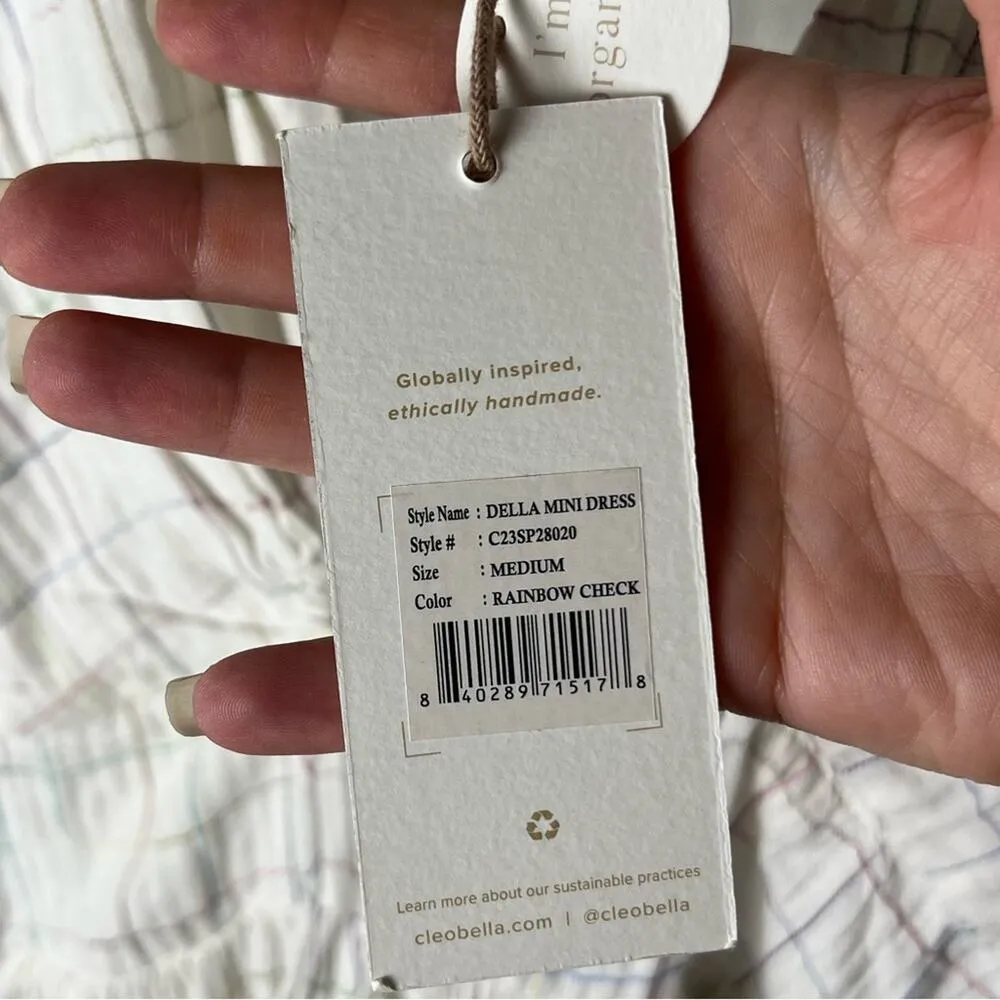 I'm
Globally inspired,
ethically handmade.
Style Name : DELLA MINI DRESS
Style # : C23SP28020
Size : MEDIUM
Color : RAINBOW CHECK
8 40289 71517 8
Learn more about our sustainable practices
cleobella.com | @cleobella